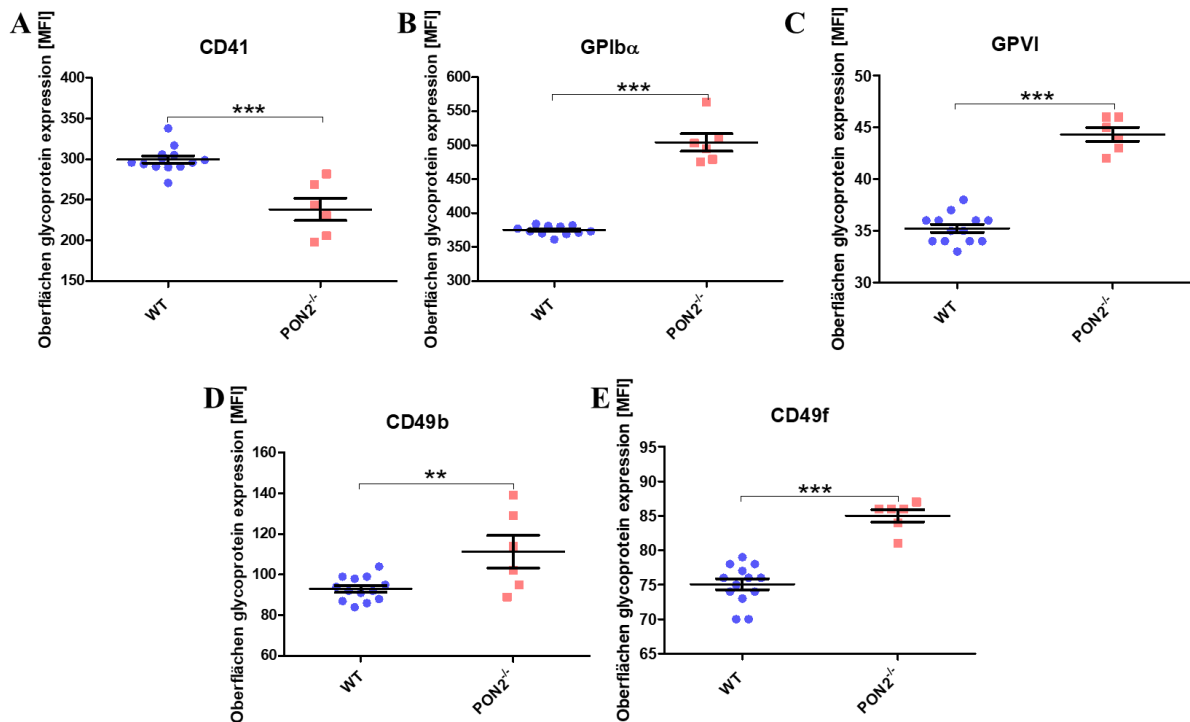 A
CD41
Oberflächen glycoprotein expression [MFI]
400
350
300
250
200
150
***
WT
PON2-/-
B
GPIbα
Oberflächen glycoprotein expression [MFI]
600
550
500
450
400
350
300
***
WT
PON2-/-
C
GPVI
Oberflächen glycoprotein expression [MFI]
50
45
40
35
30
***
WT
PON2-/-
D
CD49b
Oberflächen glycoprotein expression [MFI]
160
140
120
100
80
60
**
WT
PON2-/-
E
CD49f
Oberflächen glycoprotein expression [MFI]
95
90
85
80
75
70
65
***
WT
PON2-/-